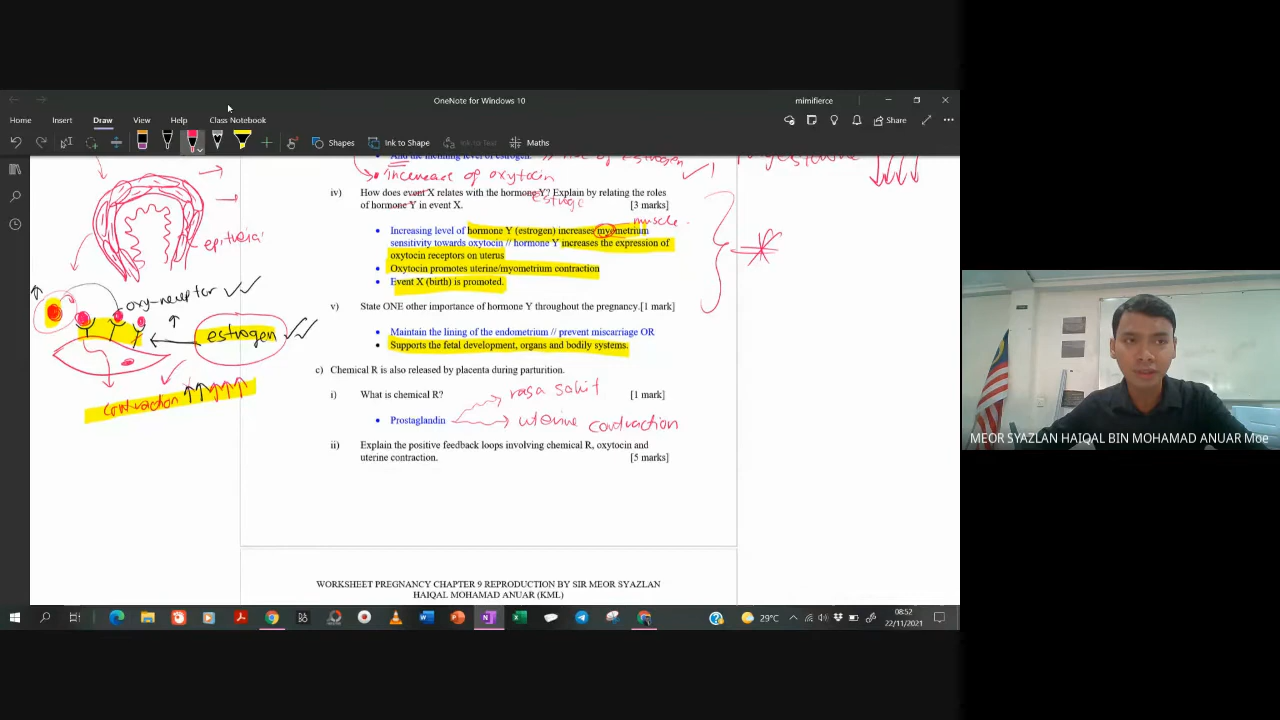 OneNote for Windows 10
mimifierce
Home
Insert
Draw
View
Help
Class Notebook
Share
Shapes
Ink to Shape
Ink to Text
Maths
of estrogen
increase of oxytocin
iv) How does event X relates with the hormone Y? Explain by relating the roles
of hormone Y in event X. [3 marks]
muscle
• Increasing level of hormone Y (estrogen) increases myometrium
sensitivity towards oxytocin // hormone Y increases the expression of
oxytocin receptors on uterus
• Oxytocin promotes uterine/myometrium contraction
• Event X (birth) is promoted.
v) State ONE other importance of hormone Y throughout the pregnancy.[1 mark]
• Maintain the lining of the endometrium // prevent miscarriage OR
• Supports the fetal development, organs and bodily systems.
oxy-receptor
estrogen
contraction
c) Chemical R is also released by placenta during parturition.
i) What is chemical R? [1 mark]
rasa sakit
• Prostaglandin
uterine contraction
ii) Explain the positive feedback loops involving chemical R, oxytocin and
uterine contraction. [5 marks]
WORKSHEET PREGNANCY CHAPTER 9 REPRODUCTION BY SIR MEOR SYAZLAN
HAIQAL MOHAMAD ANUAR (KML)
MEOR SYAZLAN HAIQAL BIN MOHAMAD ANUAR Moe
29°C
08:52
22/11/2021